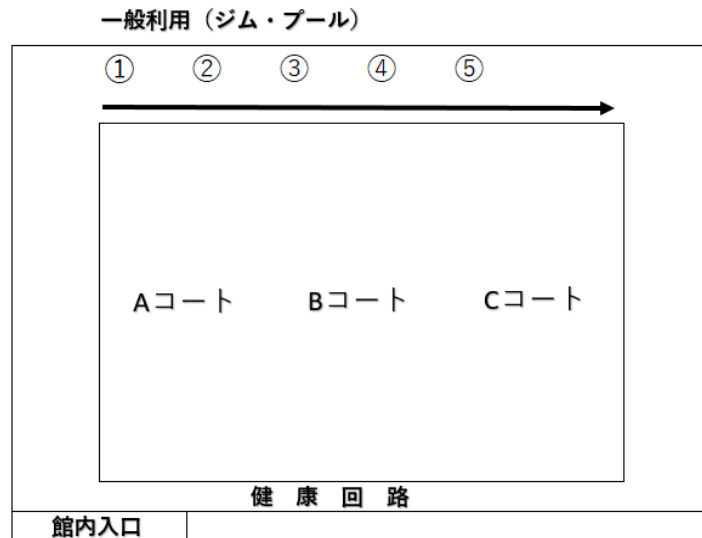 一般利用（ジム・プール）
① ② ③ ④ ⑤
Aコート Bコート Cコート
健 康 回 路
館内入口